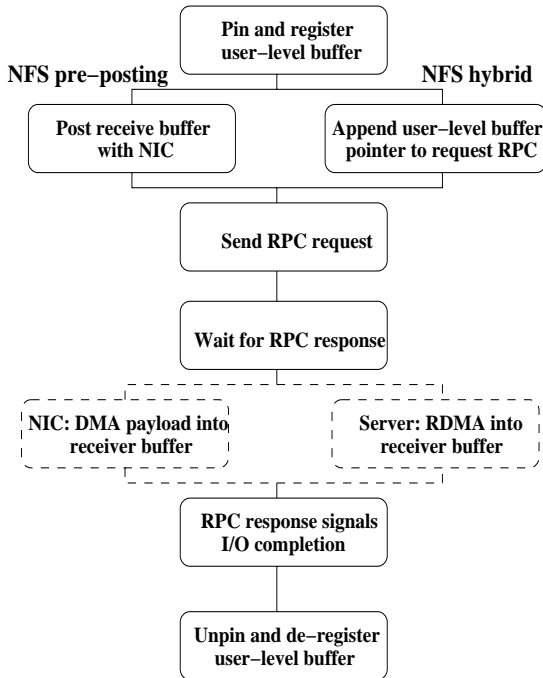 Pin and register
user−level buffer
NFS pre−posting
NFS hybrid
Post receive buffer
with NIC
Append user−level buffer
pointer to request RPC
Send RPC request
Wait for RPC response
NIC: DMA payload into
receiver buffer
Server: RDMA into
receiver buffer
RPC response signals
I/O completion
Unpin and de−register
user−level buffer